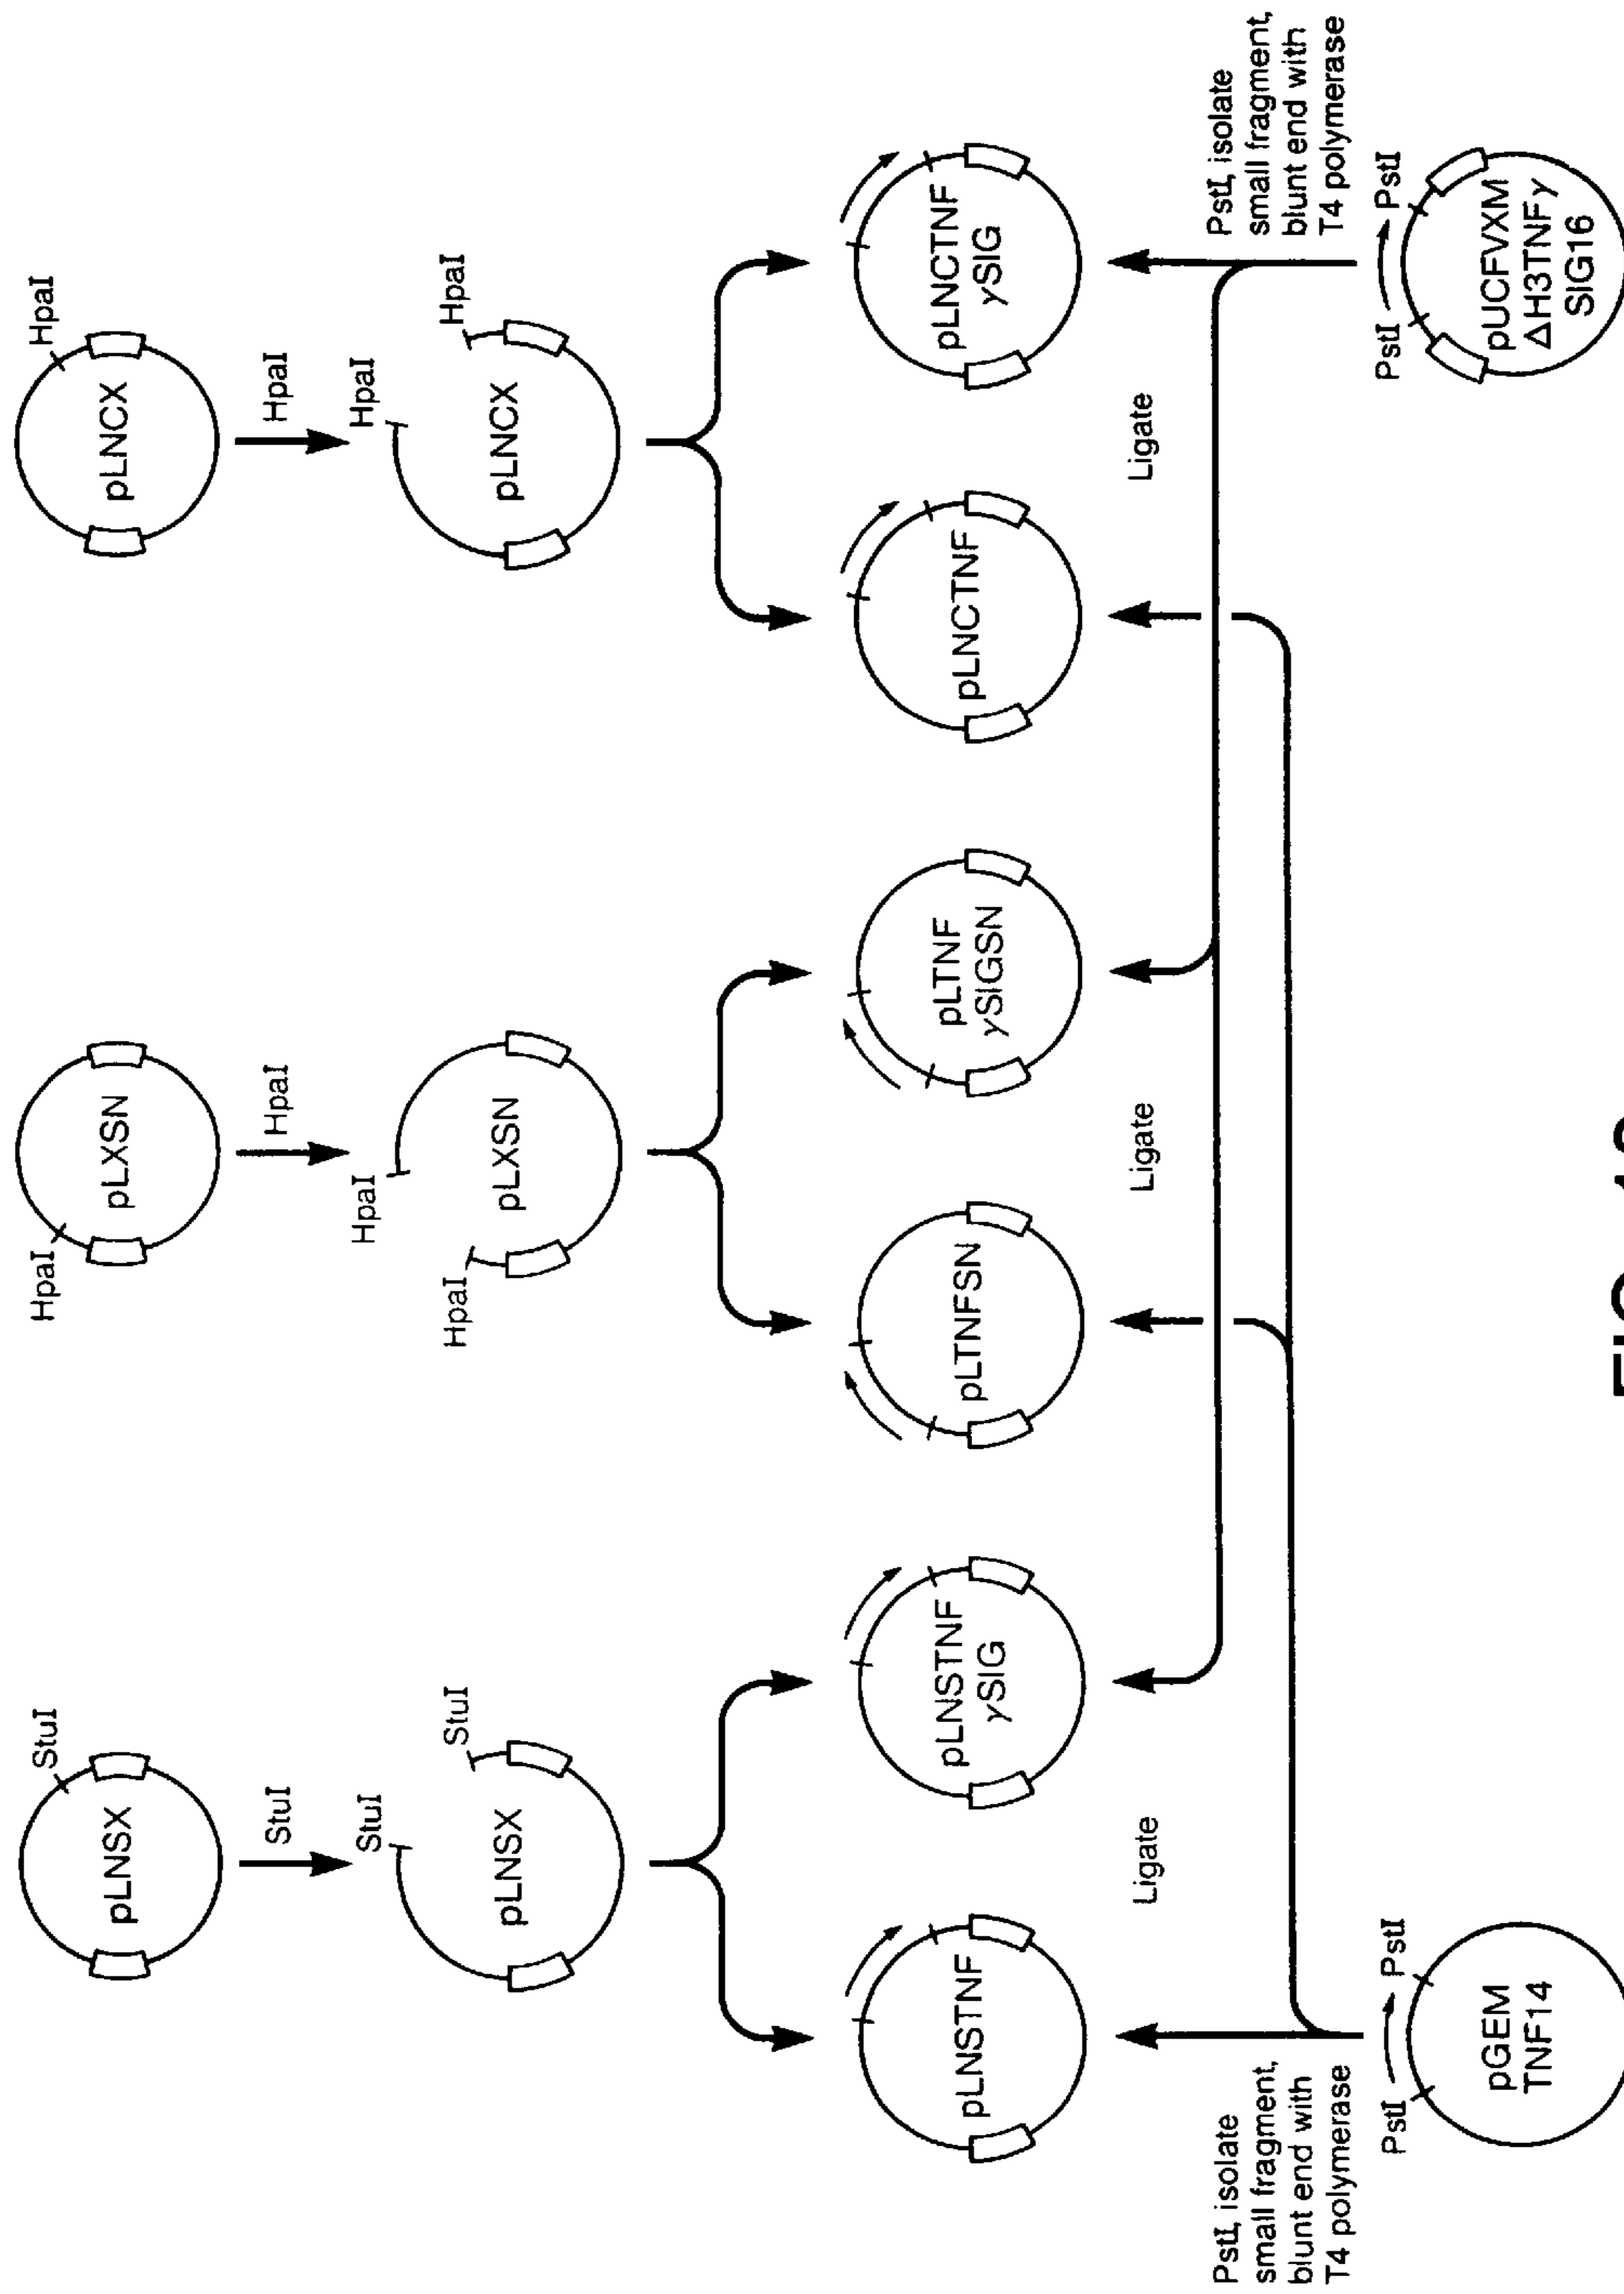 StuI
HpaI
HpaI
pLNSX
pLXSN
pLNCX
StuI
HpaI
HpaI
StuI
StuI
HpaI
HpaI
HpaI
HpaI
pLNSX
pLXSN
pLNCX
pLNSTNF
pLNSTNF
γSIG
pLTNFSN
pLTNF
γSIGSN
pLNCTNF
pLNCTNF
γSIG
Ligate
Ligate
Ligate
PstI, isolate
small fragment,
blunt end with
T4 polymerase
PstI, isolate
small fragment,
blunt end with
T4 polymerase
PstI
PstI
pGEM
TNF14
PstI
PstI
pUCFVXM
ΔH3TNFγ
SIG16